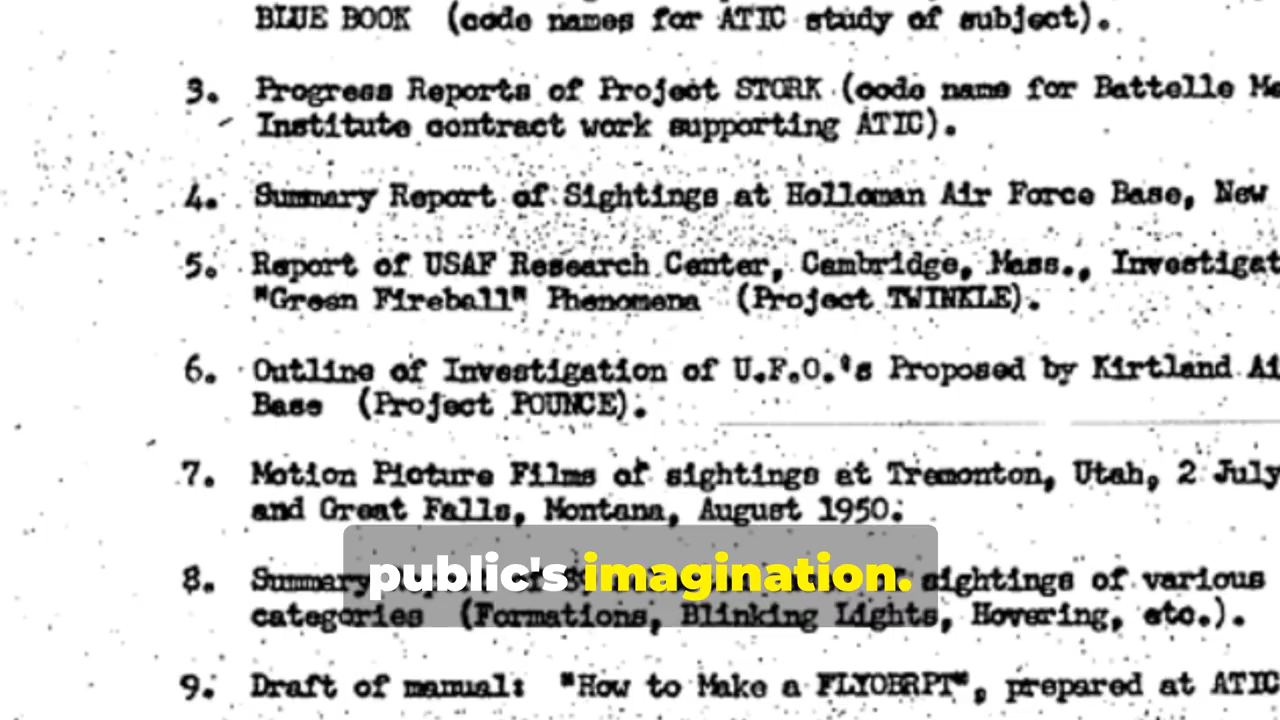 BLUE BOOK (code names for ATIC study of subject).
3. Progress Reports of Project STORK (code name for Battelle Me
Institute contract work supporting ATIC).
4. Summary Report of Sightings at Holloman Air Force Base, New
5. Report of USAF Research Center, Cambridge, Mass., Investigat
"Green Fireball" Phenomena (Project TWINKLE).
6. Outline of Investigation of U.F.O.'s Proposed by Kirtland Ai
Base (Project POUNCE).
7. Motion Picture Films of sightings at Tremonton, Utah, 2 July
and Great Falls, Montana, August 1950.
public's imagination.
8. Summary sightings of various
categories (Formations, Blinking Lights, Hovering, etc.).
9. Draft of manual: "How to Make a FLYOBRPT", prepared at ATIC